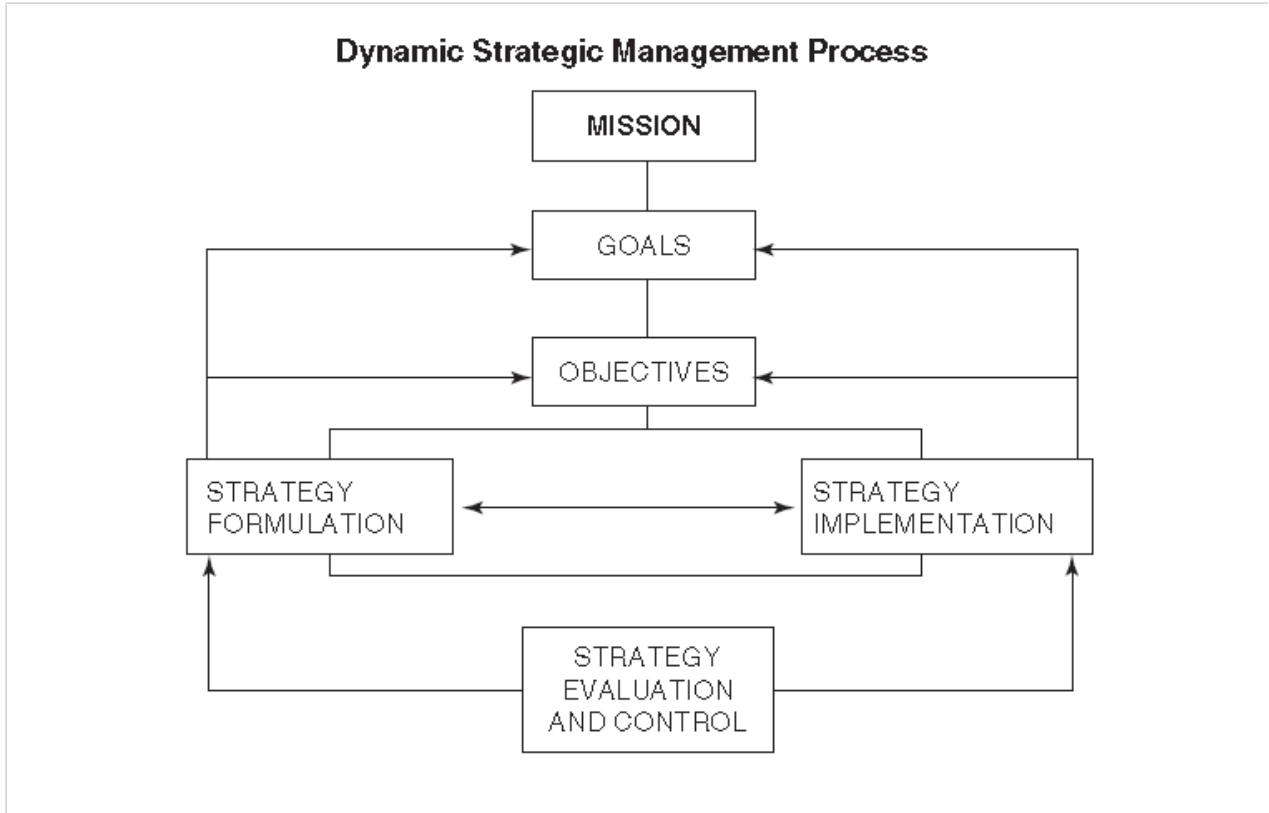 Dynamic Strategic Management Process
MISSION
GOALS
OBJECTIVES
STRATEGY
FORMULATION
STRATEGY
IMPLEMENTATION
STRATEGY
EVALUATION
AND CONTROL